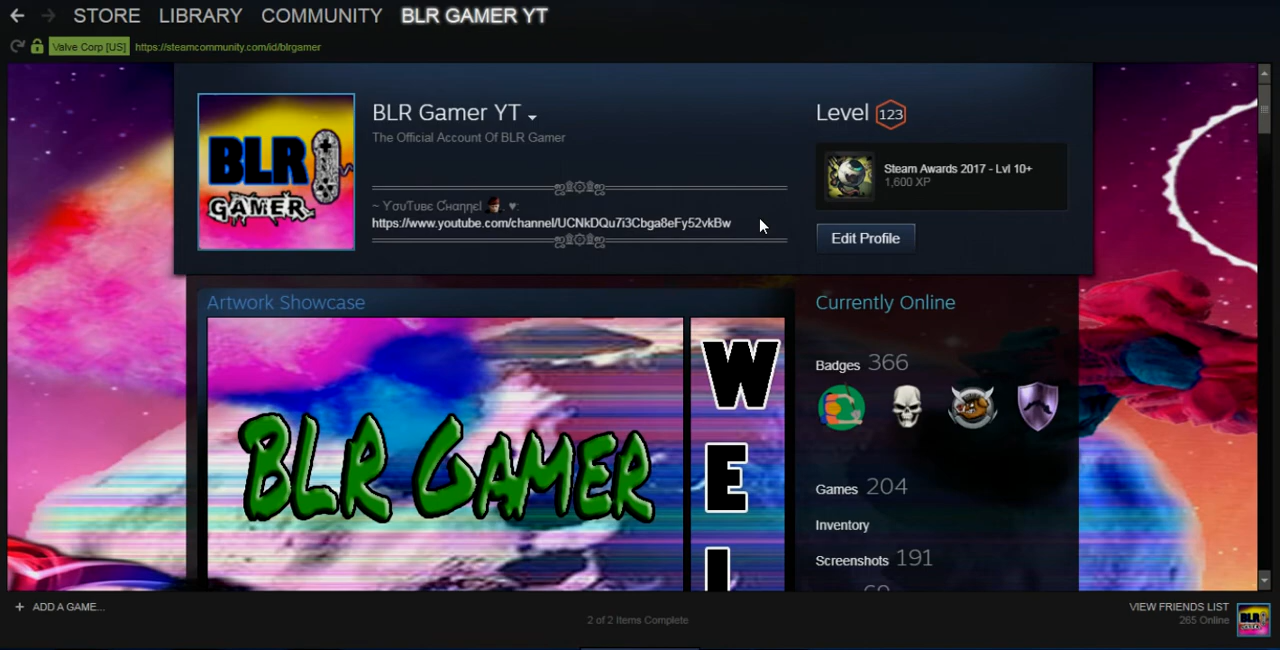 STORE LIBRARY COMMUNITY BLR GAMER YT
Valve Corp [US] https://steamcommunity.com/id/blrgamer
BLR GAMER
BLR Gamer YT
The Official Account Of BLR Gamer
~ YσυTυвε Cнαηηεl ♥:
https://www.youtube.com/channel/UCNkDQu7i3Cbga8eFy52vkBw
Level 123
Steam Awards 2017 - Lvl 10+
1,600 XP
Edit Profile
Artwork Showcase
BLR GAMER
W
E
Currently Online
Badges 366
Games 204
Inventory
Screenshots 191
+ ADD A GAME...
2 of 2 Items Complete
VIEW FRIENDS LIST
265 Online